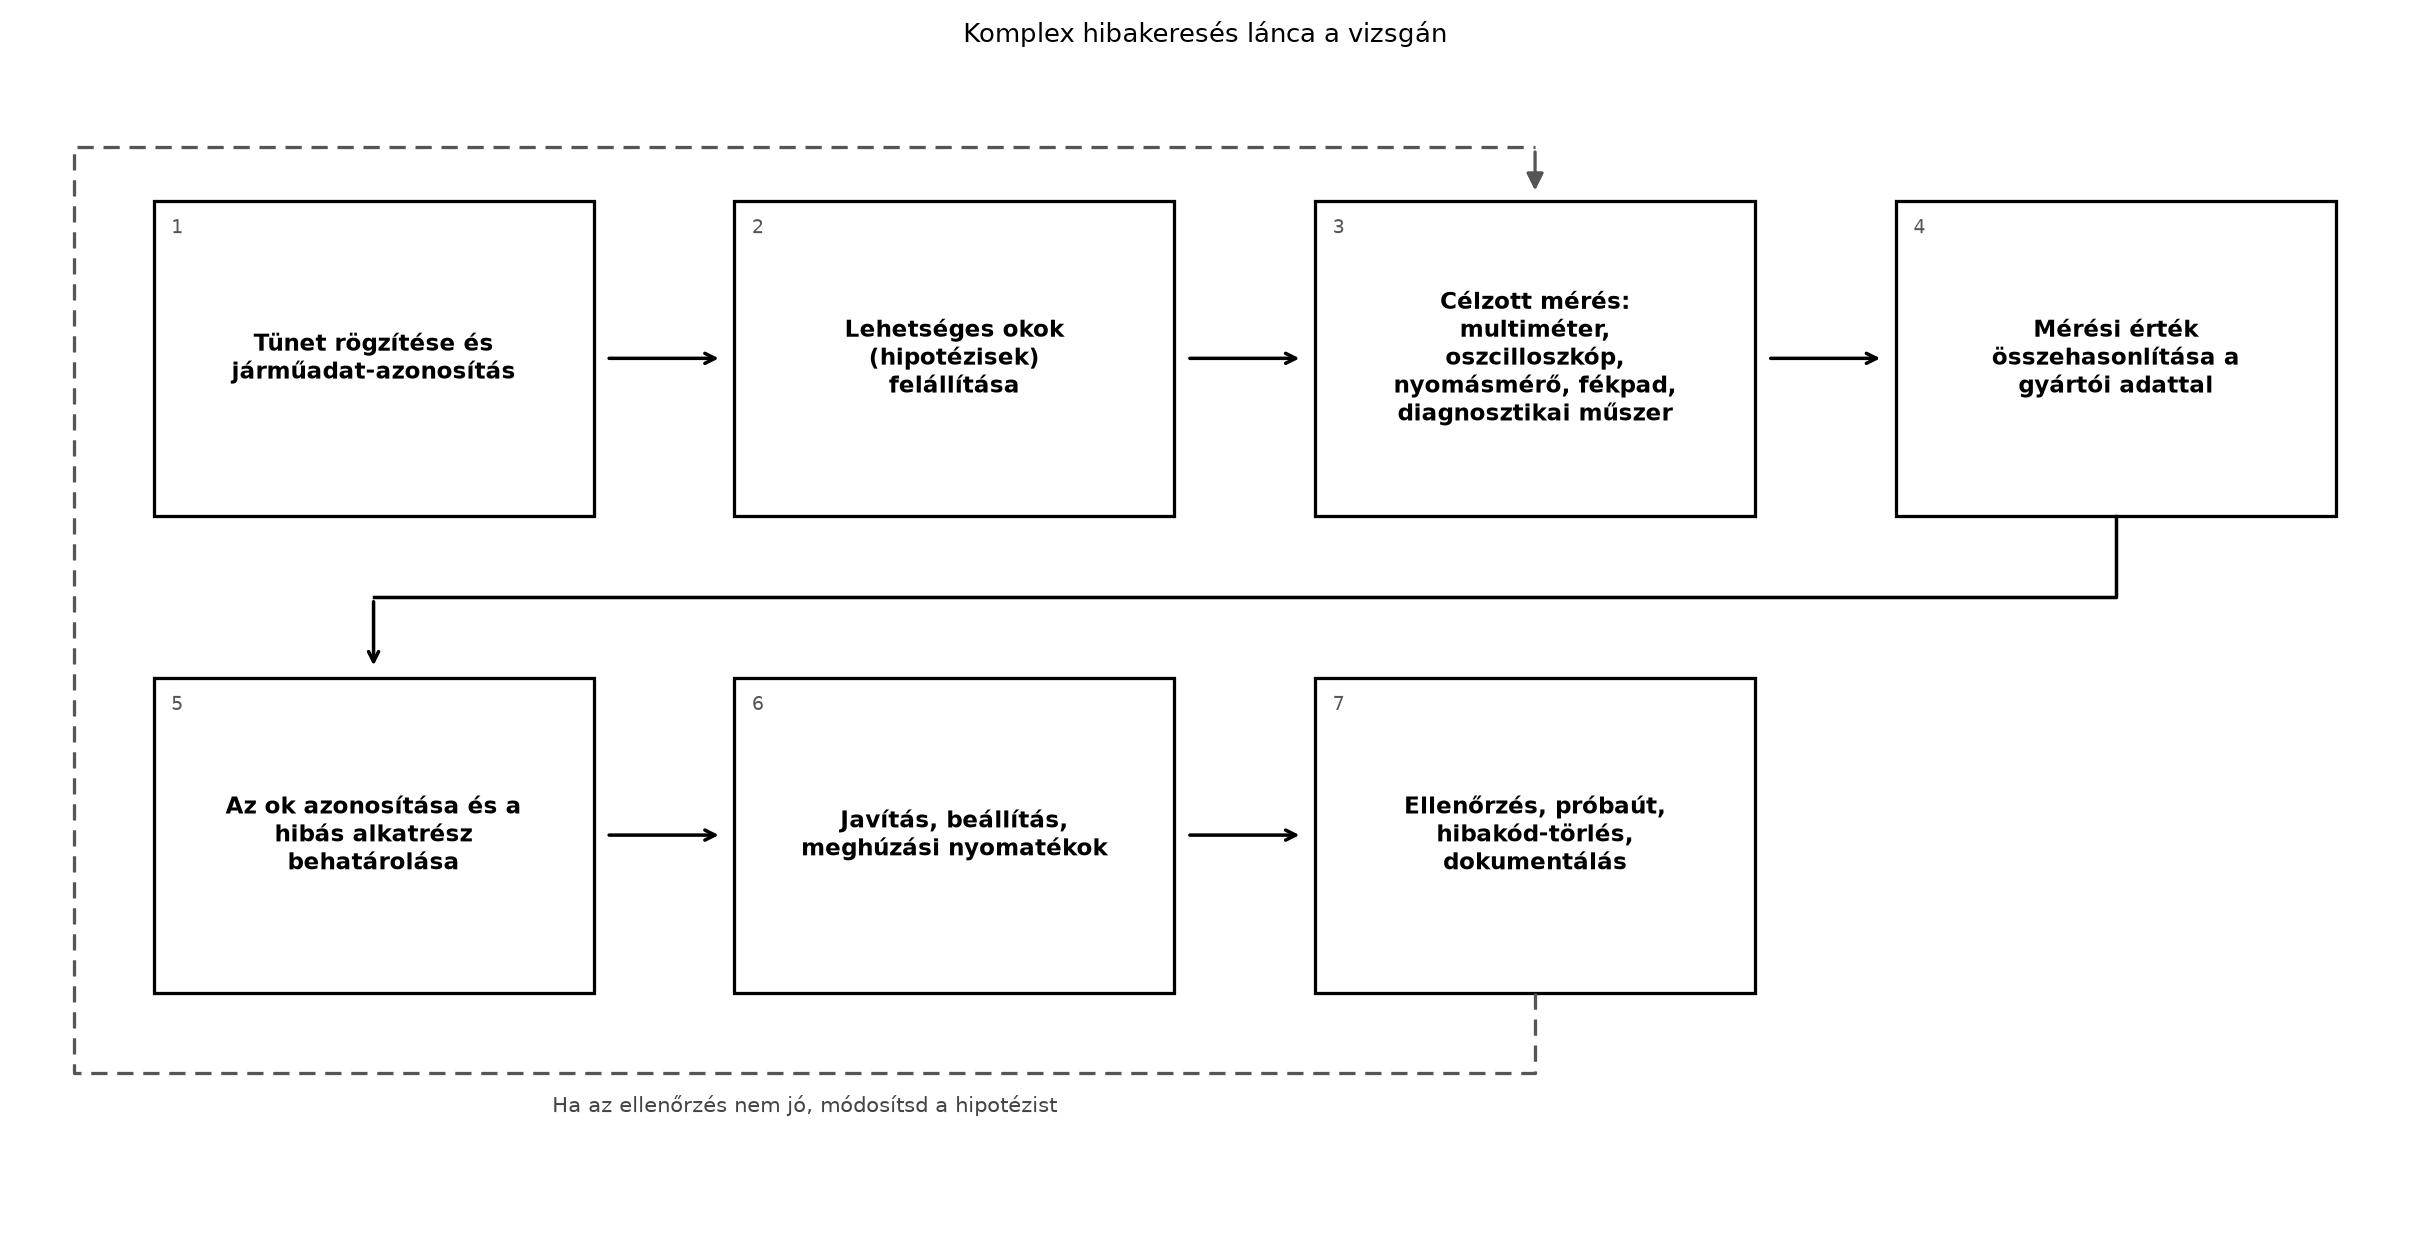 Komplex hibakeresés lánca a vizsgán
1
Tünet rögzítése és
járműadat-azonosítás
2
Lehetséges okok
(hipotézisek)
felállítása
3
Célzott mérés:
multiméter,
oszcilloszkóp,
nyomásmérő, fékpad,
diagnosztikai műszer
4
Mérési érték
összehasonlítása a
gyártói adattal
5
Az ok azonosítása és a
hibás alkatrész
behatárolása
6
Javítás, beállítás,
meghúzási nyomatékok
7
Ellenőrzés, próbaút,
hibakód-törlés,
dokumentálás
Ha az ellenőrzés nem jó, módosítsd a hipotézist